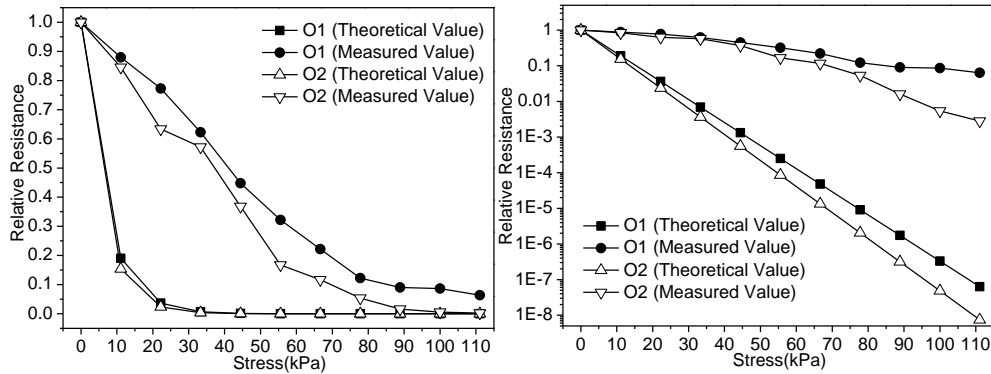 1.0
0.9
0.8
0.7
0.6
0.5
0.4
0.3
0.2
0.1
0.0
Relative Resistance
O1 (Theoretical Value)
O1 (Measured Value)
O2 (Theoretical Value)
O2 (Measured Value)
0 10 20 30 40 50 60 70 80 90 100 110
Stress(kPa)
1
0.1
0.01
1E-3
1E-4
1E-5
1E-6
1E-7
1E-8
Relative Resistance
O1 (Theoretical Value)
O1 (Measured Value)
O2 (Theoretical Value)
O2 (Measured Value)
0 10 20 30 40 50 60 70 80 90 100 110
Stress(kPa)